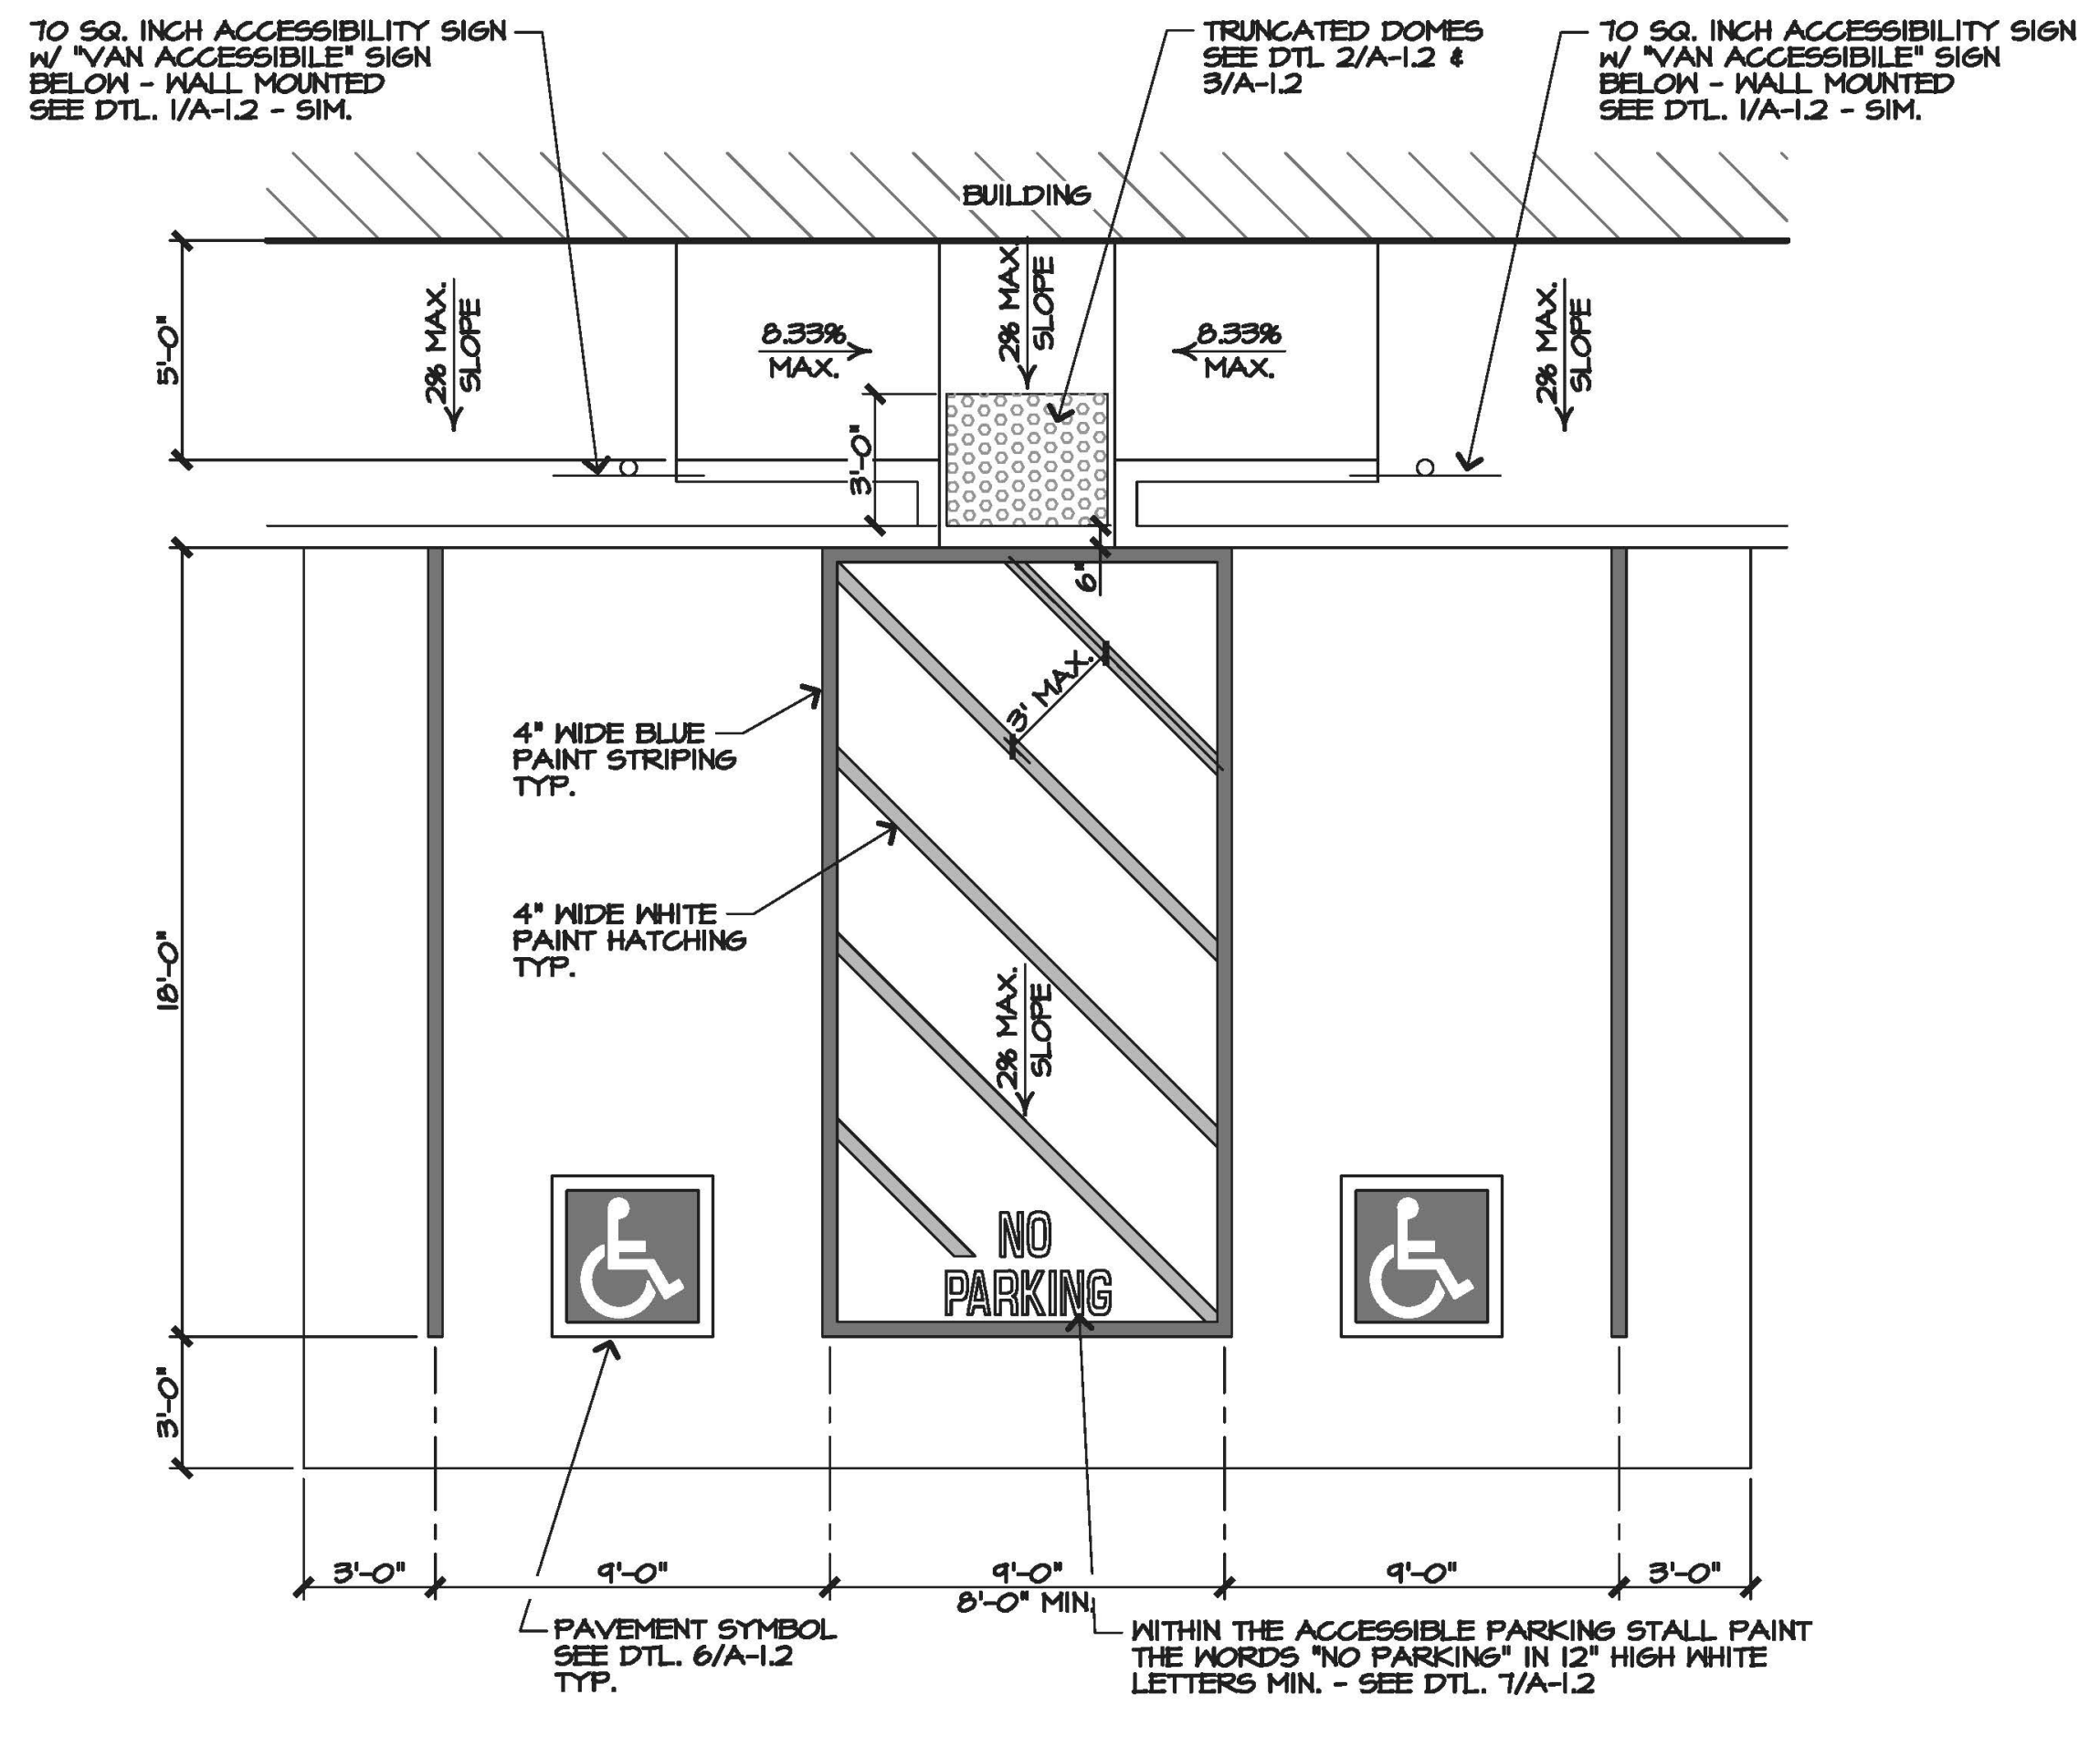 70 SQ. INCH ACCESSIBILITY SIGN
W/ "VAN ACCESSIBILE" SIGN
BELOW - WALL MOUNTED
SEE DTL. 1/A-1.2 - SIM.
TRUNCATED DOMES
SEE DTL 2/A-1.2 &
3/A-1.2
70 SQ. INCH ACCESSIBILITY SIGN
W/ "VAN ACCESSIBILE" SIGN
BELOW - WALL MOUNTED
SEE DTL. 1/A-1.2 - SIM.
BUILDING
5'-0"
2% MAX.
SLOPE
8.33%
MAX.
2% MAX.
SLOPE
8.33%
MAX.
2% MAX.
SLOPE
3'-0"
6"
3' MAX.
4" WIDE BLUE
PAINT STRIPING
TYP.
4" WIDE WHITE
PAINT HATCHING
TYP.
18'-0"
2% MAX.
SLOPE
NO
PARKING
3'-0"
3'-0"
9'-0"
9'-0"
8'-0" MIN.
9'-0"
3'-0"
PAVEMENT SYMBOL
SEE DTL. 6/A-1.2
TYP.
WITHIN THE ACCESSIBLE PARKING STALL PAINT
THE WORDS "NO PARKING" IN 12" HIGH WHITE
LETTERS MIN. - SEE DTL. 7/A-1.2